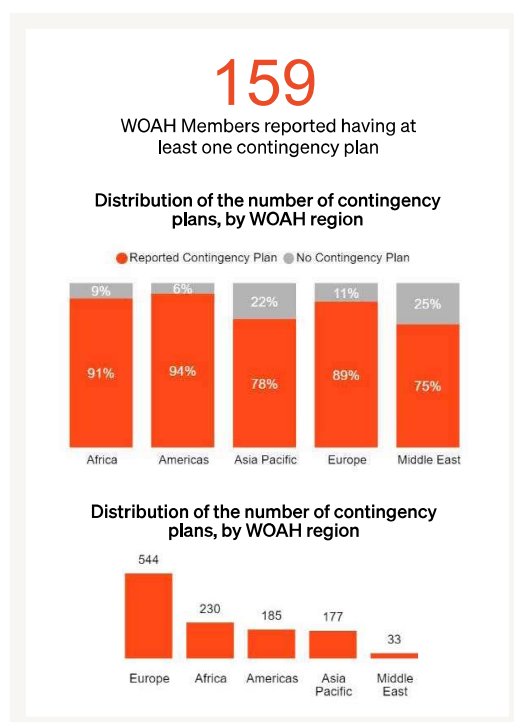 159
WOAH Members reported having at
least one contingency plan
Distribution of the number of contingency
plans, by WOAH region
Reported Contingency Plan No Contingency Plan
9% 6% 22% 11% 25%
91% 94% 78% 89% 75%
Africa Americas Asia Pacific Europe Middle East
Distribution of the number of contingency
plans, by WOAH region
544
230
185
177
33
Europe Africa Americas Asia Middle
Pacific East